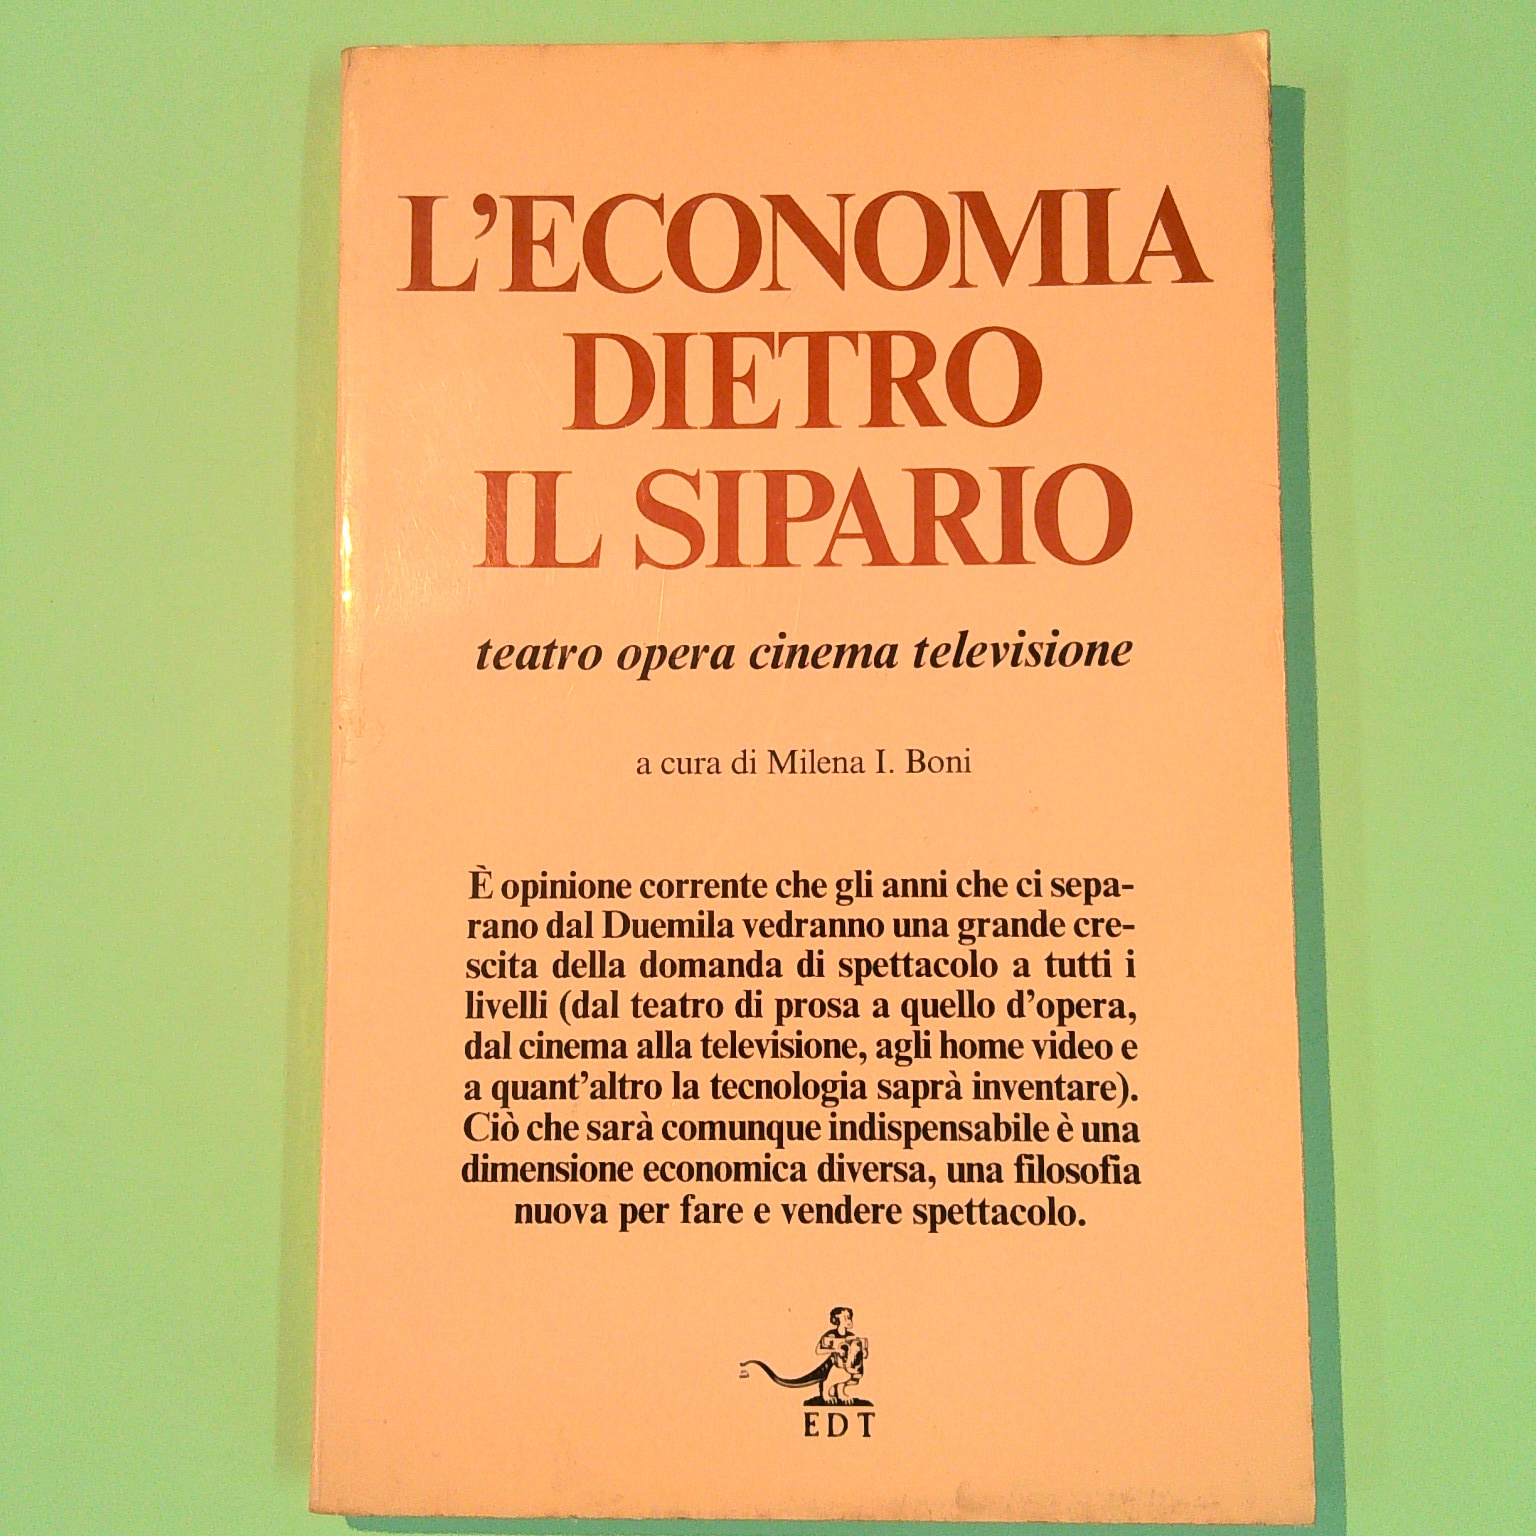 L'ECONOMIA
DIETRO
IL SIPARIO
teatro opera cinema televisione
a cura di Milena I. Boni
È opinione corrente che gli anni che ci sepa-
rano dal Duemila vedranno una grande cre-
scita della domanda di spettacolo a tutti i
livelli (dal teatro di prosa a quello d'opera,
dal cinema alla televisione, agli home video e
a quant'altro la tecnologia saprà inventare).
Ciò che sarà comunque indispensabile è una
dimensione economica diversa, una filosofia
nuova per fare e vendere spettacolo.
EDT